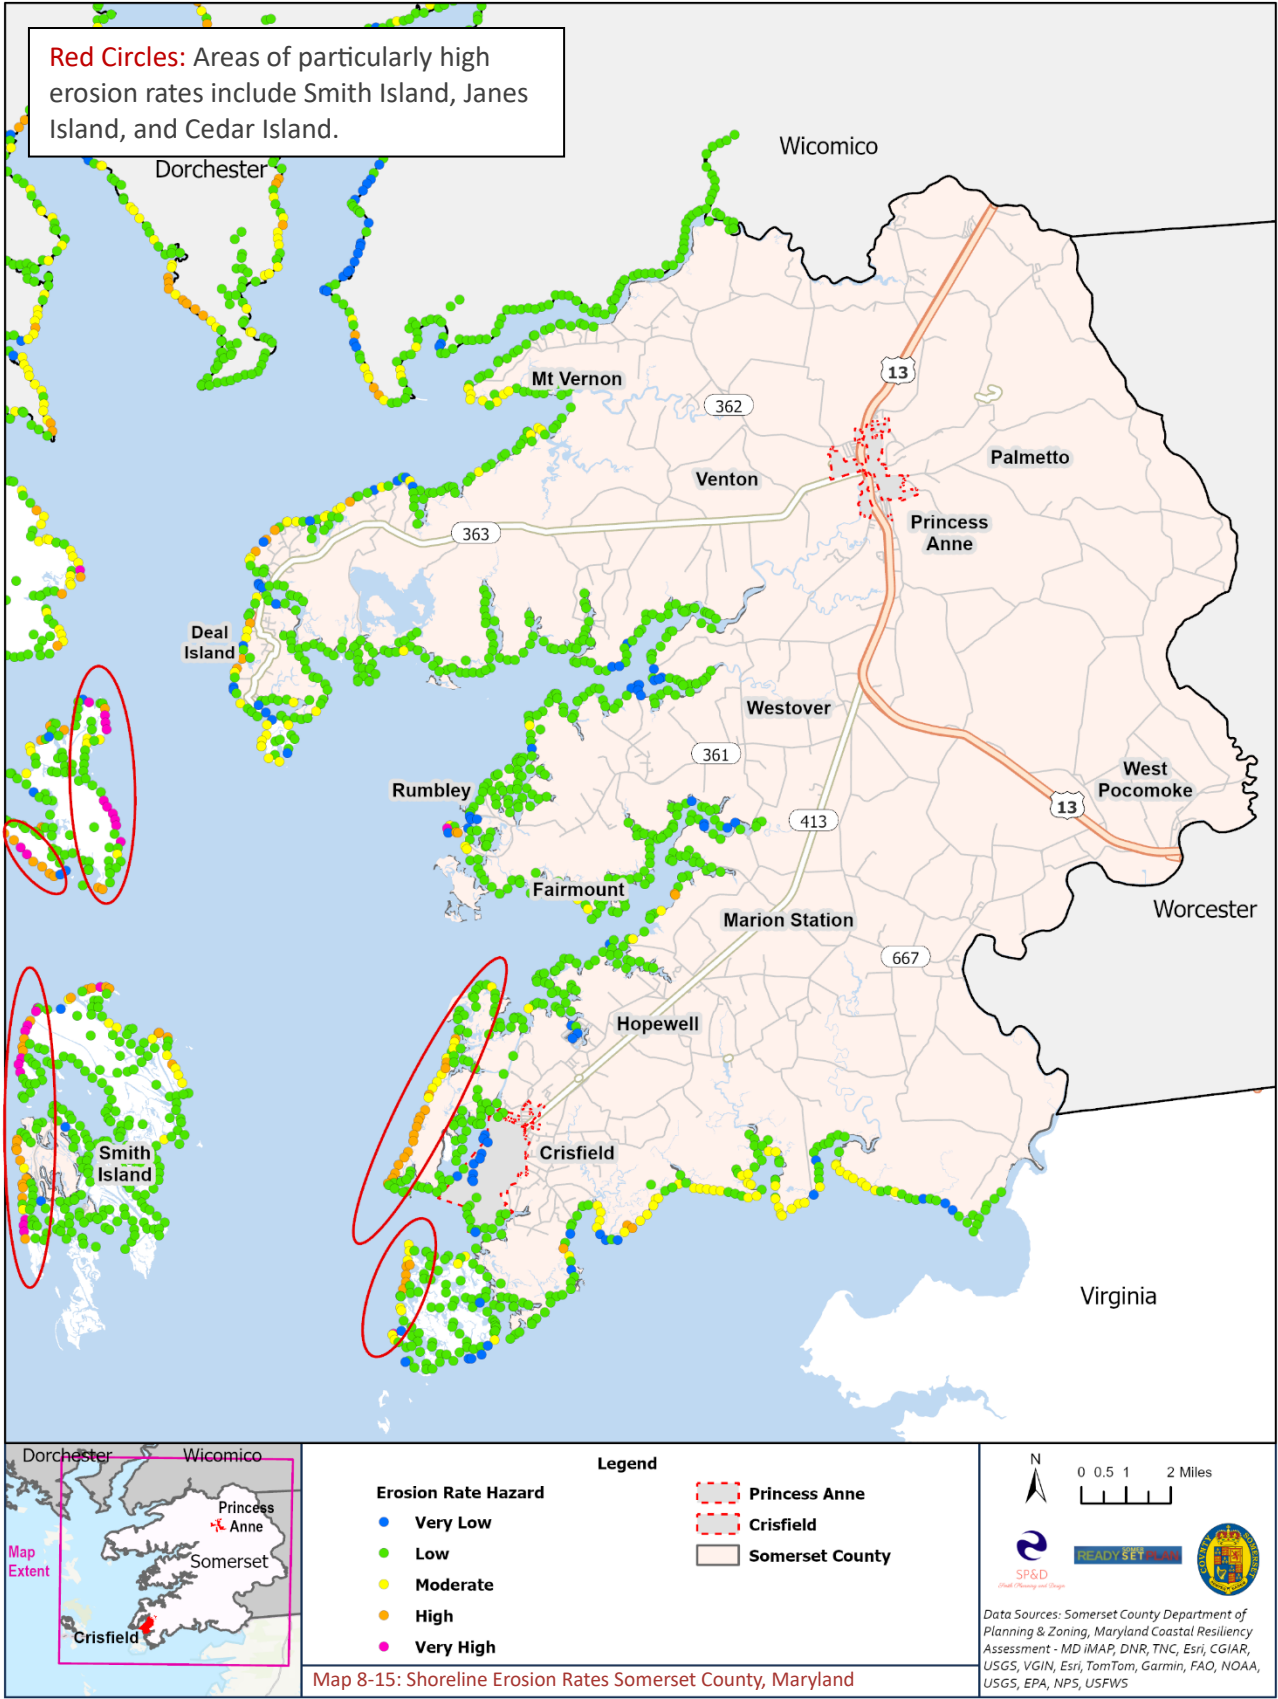 Red Circles: Areas of particularly high
erosion rates include Smith Island, Janes
Island, and Cedar Island.
Wicomico
Dorchester
13
Mt Vernon
362
Palmetto
Venton
Princess
Anne
363
Deal
Island
Westover
361
West
Pocomoke
Rumbley
13
413
Fairmount
Worcester
Marion Station
667
Hopewell
Smith
Island
Crisfield
Virginia
Dorchester
Wicomico
Princess
Anne
Map
Extent
Somerset
Crisfield
Legend
Erosion Rate Hazard
Very Low
Low
Moderate
High
Very High
Princess Anne
Crisfield
Somerset County
Map 8-15: Shoreline Erosion Rates Somerset County, Maryland
N
0 0.5 1 2 Miles
SP&D
READY SET PLAN
SOMERSET
COUNTY
Data Sources: Somerset County Department of
Planning & Zoning, Maryland Coastal Resiliency
Assessment - MD iMAP, DNR, TNC, Esri, CGIAR,
USGS, VGIN, Esri, TomTom, Garmin, FAO, NOAA,
USGS, EPA, NPS, USFWS